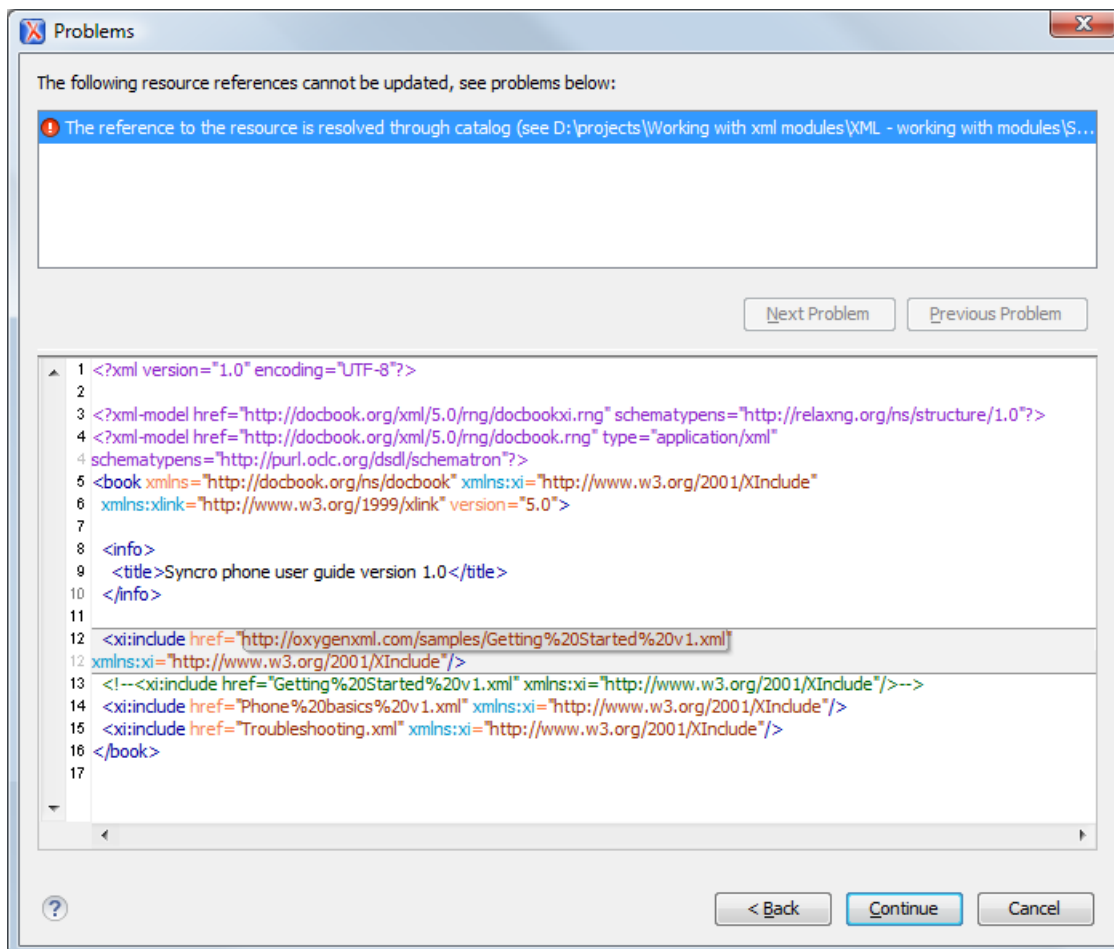 Problems
The following resource references cannot be updated, see problems below:
The reference to the resource is resolved through catalog (see D:\projects\Working with xml modules\XML - working with modules\S...
Next Problem Previous Problem
1 <?xml version="1.0" encoding="UTF-8"?>
2
3 <?xml-model href="http://docbook.org/xml/5.0/rng/docbookxi.rng" schematypens="http://relaxng.org/ns/structure/1.0"?>
4 <?xml-model href="http://docbook.org/xml/5.0/rng/docbook.rng" type="application/xml"
4 schematypens="http://purl.oclc.org/dsdl/schematron"?>
5 <book xmlns="http://docbook.org/ns/docbook" xmlns:xi="http://www.w3.org/2001/XInclude"
6 xmlns:xlink="http://www.w3.org/1999/xlink" version="5.0">
7
8 <info>
9 <title>Syncro phone user guide version 1.0</title>
10 </info>
11
12 <xi:include href="http://oxygenxml.com/samples/Getting%20Started%20v1.xml"
12 xmlns:xi="http://www.w3.org/2001/XInclude"/>
13 <!--<xi:include href="Getting%20Started%20v1.xml" xmlns:xi="http://www.w3.org/2001/XInclude"/>-->
14 <xi:include href="Phone%20basics%20v1.xml" xmlns:xi="http://www.w3.org/2001/XInclude"/>
15 <xi:include href="Troubleshooting.xml" xmlns:xi="http://www.w3.org/2001/XInclude"/>
16 </book>
17
? < Back Continue Cancel